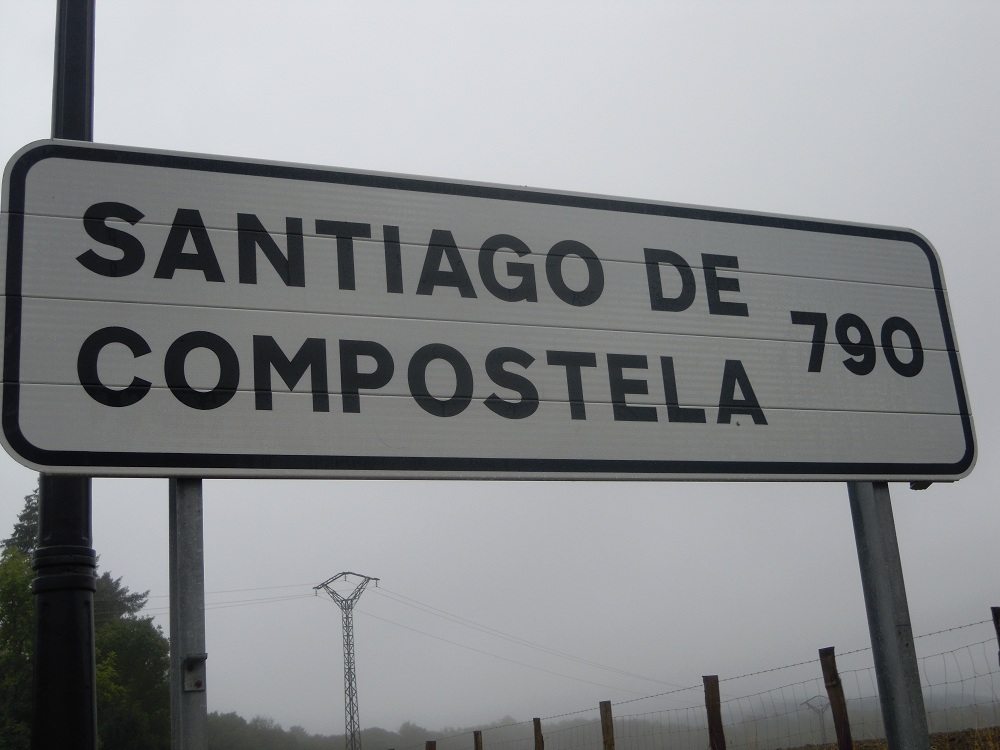 SANTIAGO DE
COMPOSTELA 790